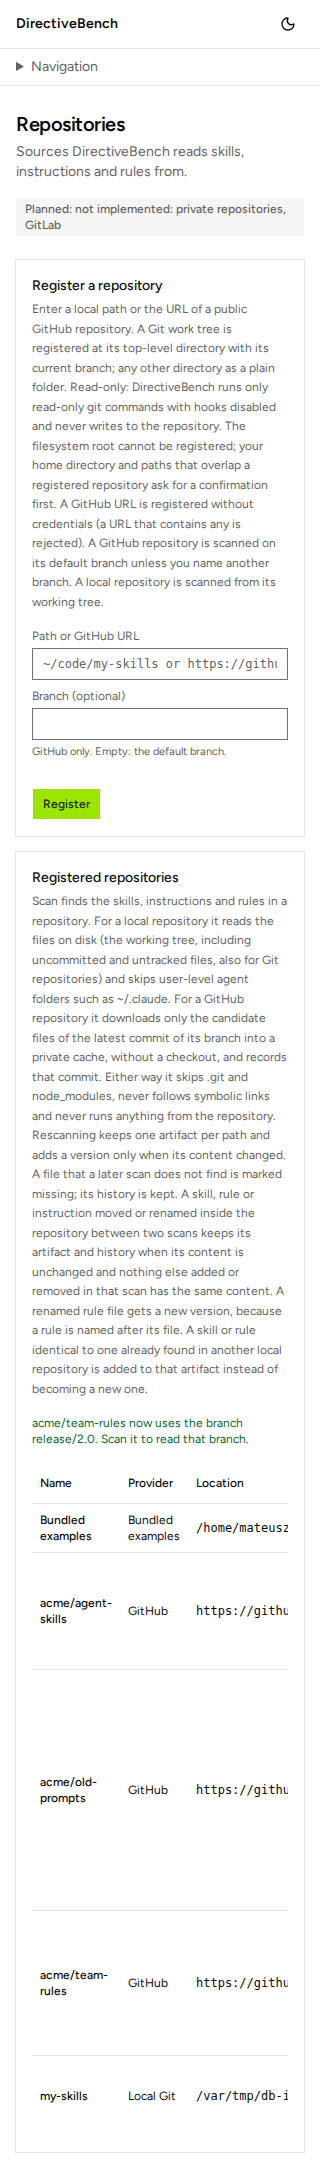 DirectiveBench
Navigation
Repositories
Sources DirectiveBench reads skills,
instructions and rules from.
Planned: not implemented: private repositories,
GitLab
Register a repository
Enter a local path or the URL of a public
GitHub repository. A Git work tree is
registered at its top-level directory with its
current branch; any other directory as a plain
folder. Read-only: DirectiveBench runs only
read-only git commands with hooks disabled
and never writes to the repository. The
filesystem root cannot be registered; your
home directory and paths that overlap a
registered repository ask for a confirmation
first. A GitHub URL is registered without
credentials (a URL that contains any is
rejected). A GitHub repository is scanned on
its default branch unless you name another
branch. A local repository is scanned from its
working tree.
Path or GitHub URL
~/code/my-skills or https://githu
Branch (optional)
GitHub only. Empty: the default branch.
Register
Registered repositories
Scan finds the skills, instructions and rules in a
repository. For a local repository it reads the
files on disk (the working tree, including
uncommitted and untracked files, also for Git
repositories) and skips user-level agent
folders such as ~/.claude. For a GitHub
repository it downloads only the candidate
files of the latest commit of its branch into a
private cache, without a checkout, and records
that commit. Either way it skips .git and
node_modules, never follows symbolic links
and never runs anything from the repository.
Rescanning keeps one artifact per path and
adds a version only when its content changed.
A file that a later scan does not find is marked
missing; its history is kept. A skill, rule or
instruction moved or renamed inside the
repository between two scans keeps its
artifact and history when its content is
unchanged and nothing else added or
removed in that scan has the same content. A
renamed rule file gets a new version, because
a rule is named after its file. A skill or rule
identical to one already found in another local
repository is added to that artifact instead of
becoming a new one.
acme/team-rules now uses the branch
release/2.0. Scan it to read that branch.
Name Provider Location
Bundled examples Bundled examples /home/mateusz
acme/agent-skills GitHub https://githu
acme/old-prompts GitHub https://githu
acme/team-rules GitHub https://githu
my-skills Local Git /var/tmp/db-i